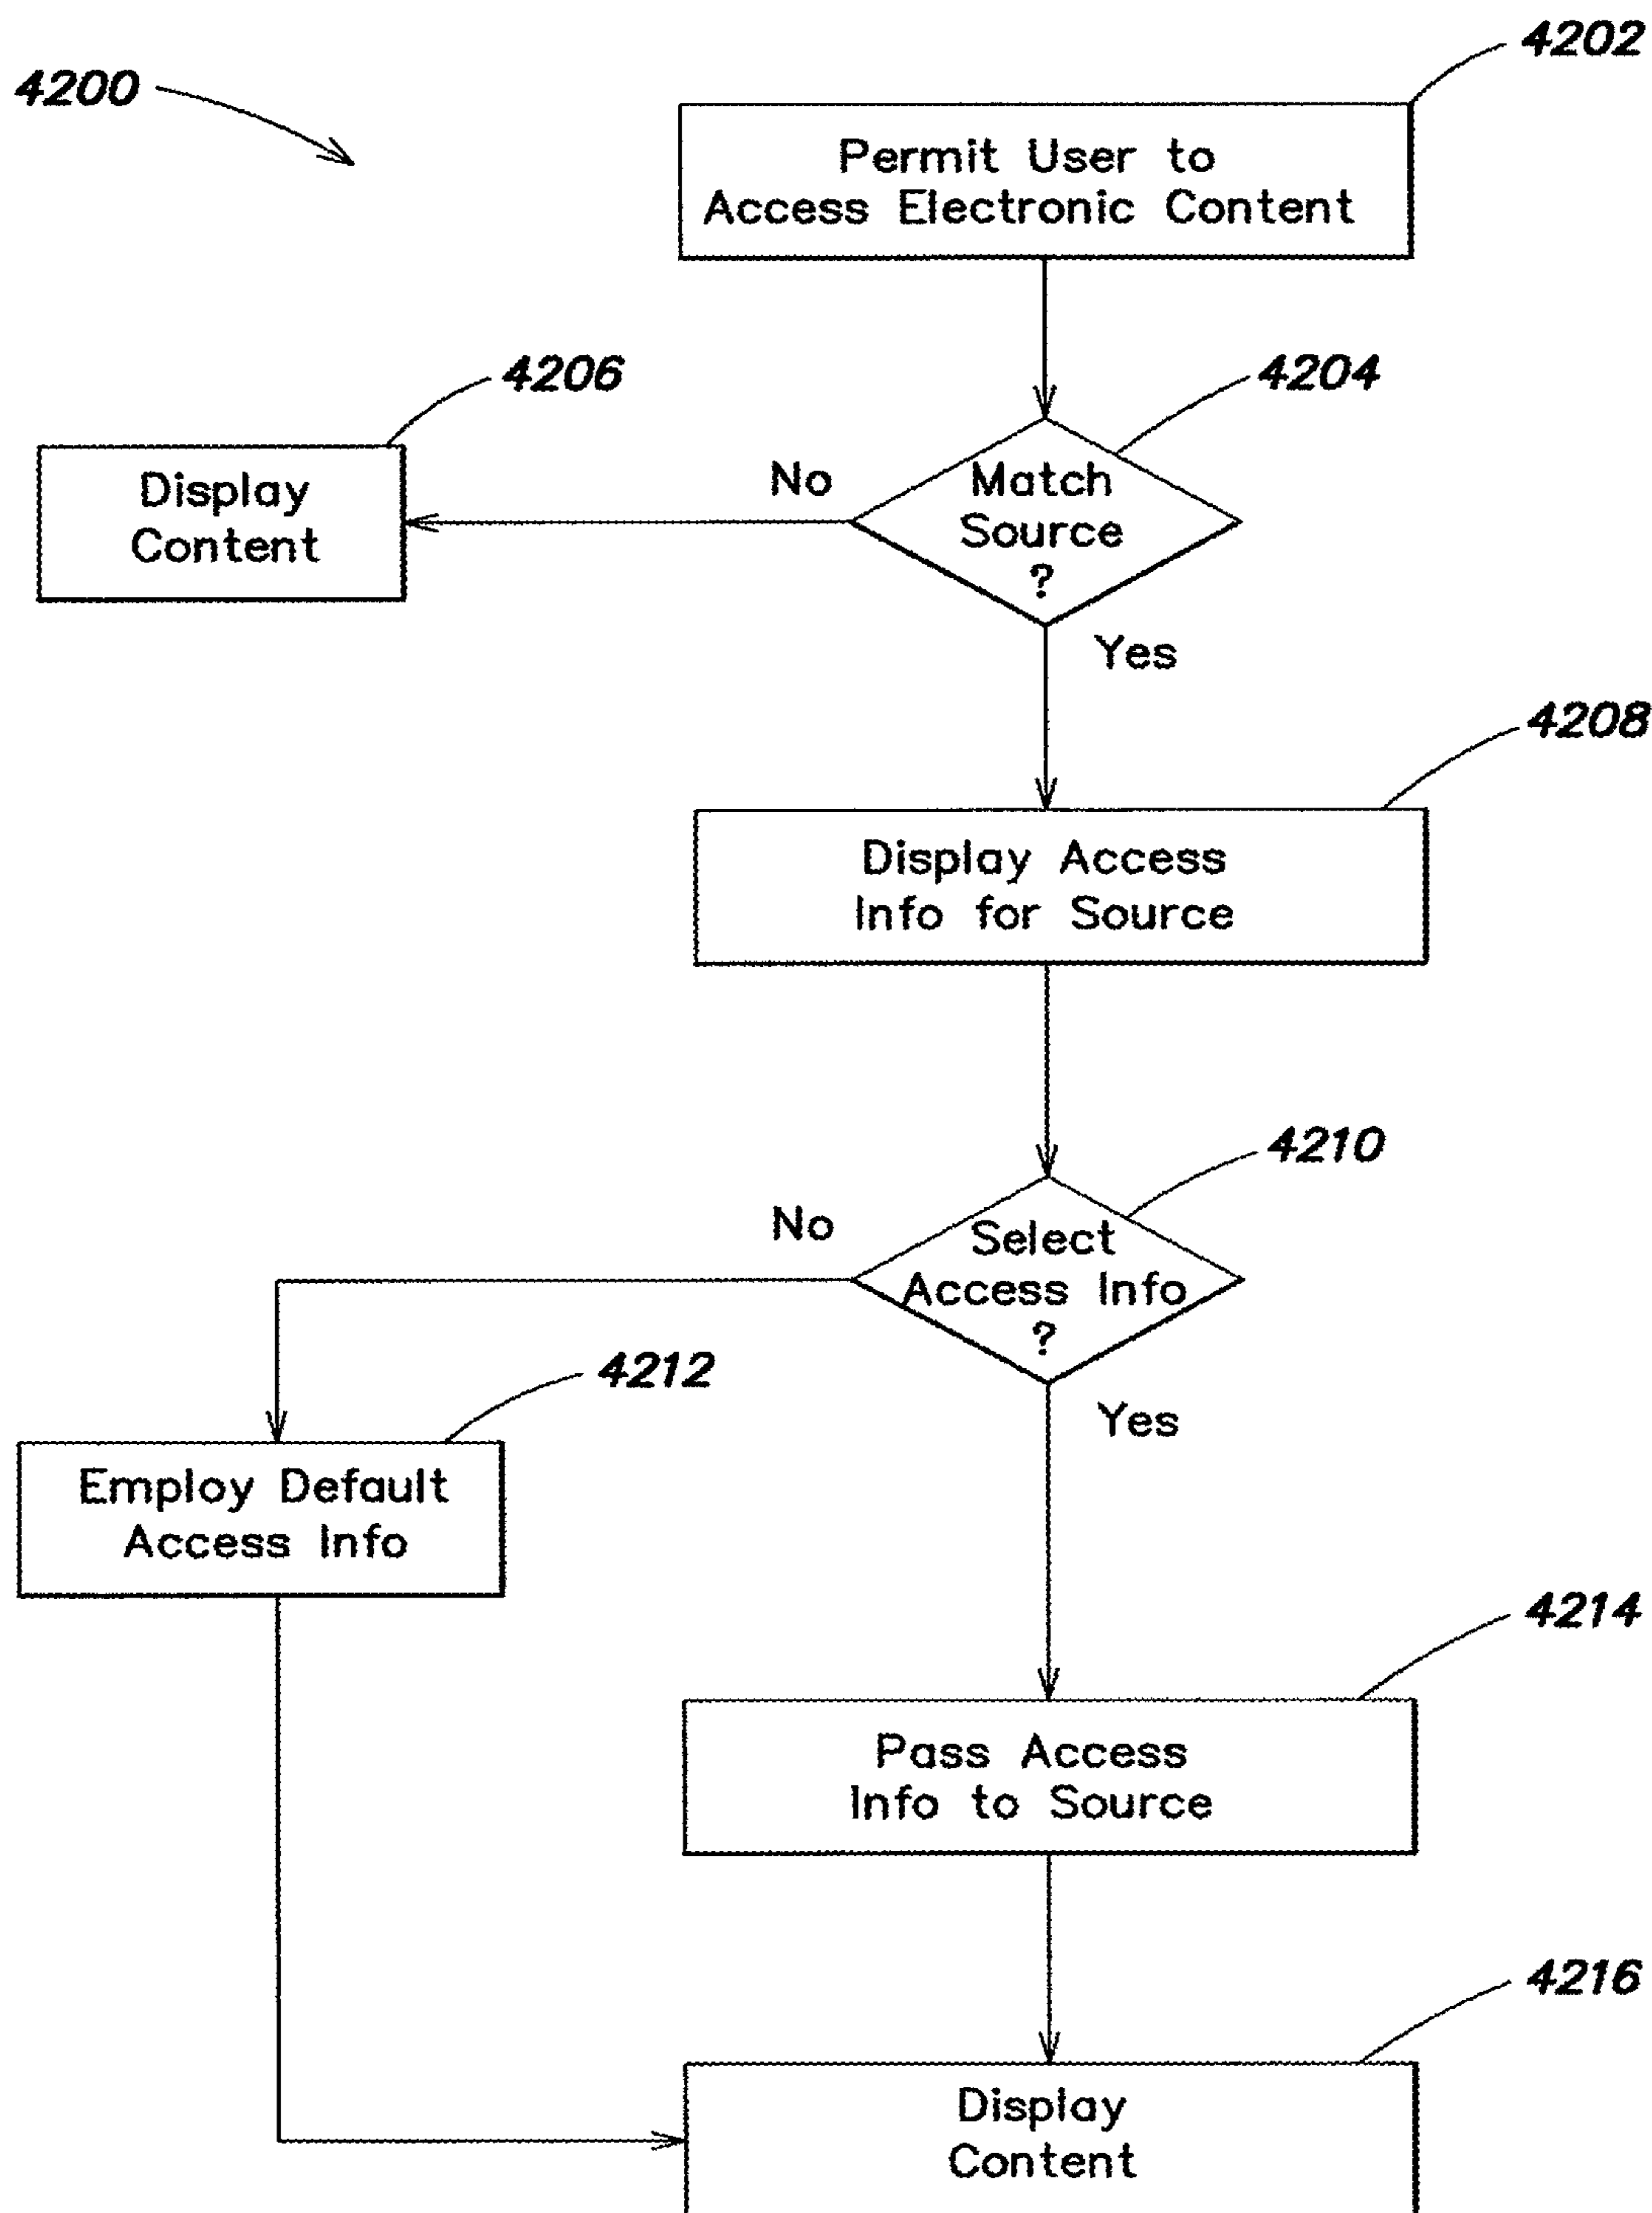 4202
4200
Permit User to
Access Electronic Content
4206
4204
Display
Content
No
Match
Source
?
Yes
4208
Display Access
Info for Source
4210
No
Select
Access Info
?
Yes
4212
Employ Default
Access Info
4214
Pass Access
Info to Source
4216
Display
Content